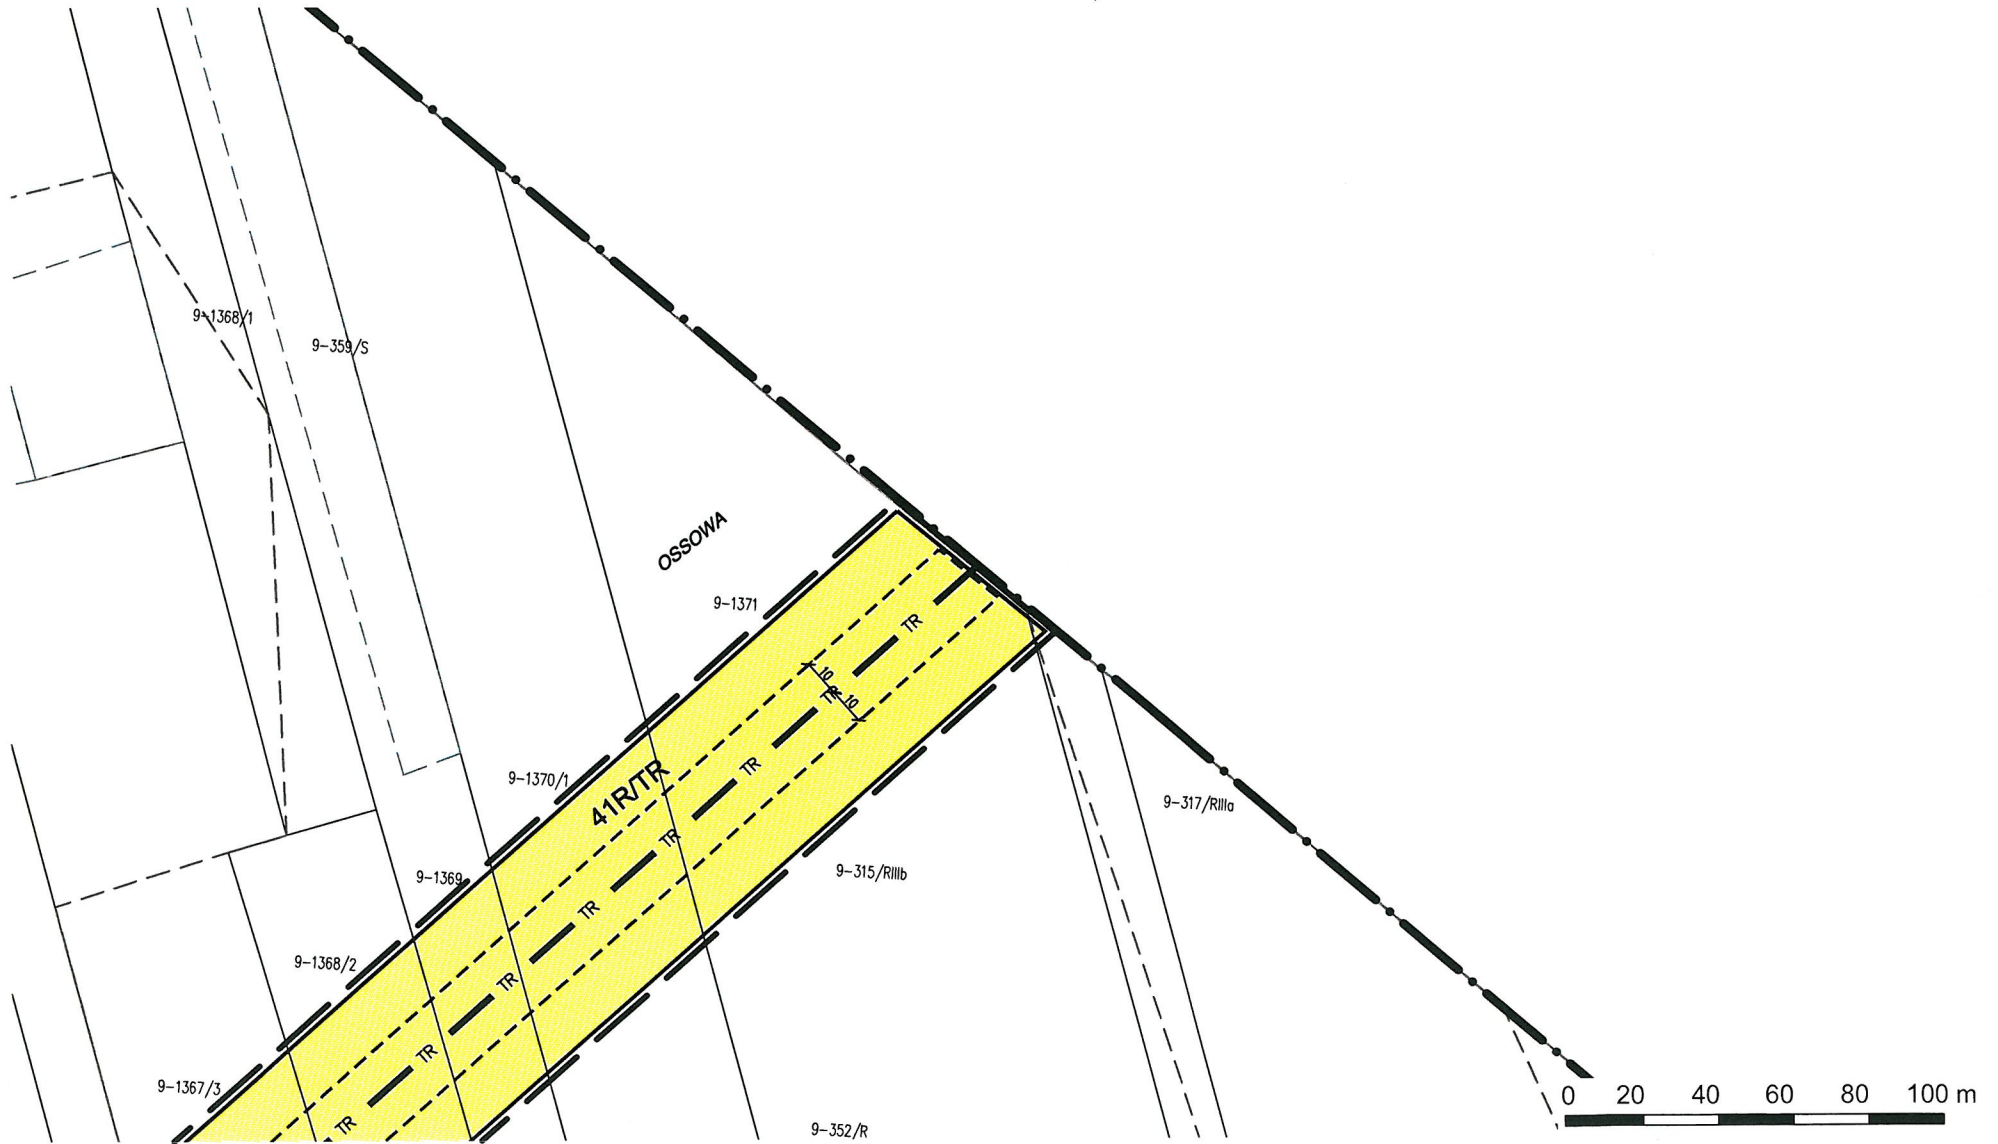 9-1368/1
9-359/S
OSSOWA
9-1371
TR
10
TR
10
TR
9-1370/1
41R/TR
9-317/RIIIa
TR
9-315/RIIIb
9-1369
TR
9-1368/2
TR
TR
9-1367/3
TR
9-352/R
0 20 40 60 80 100 m